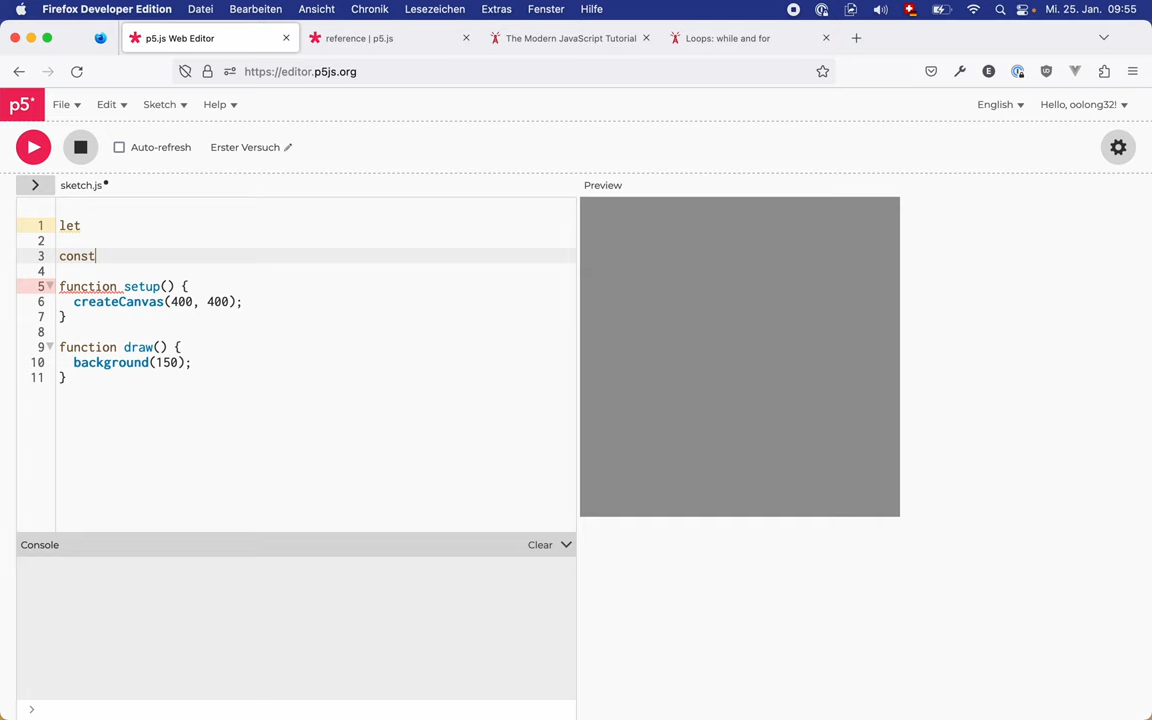 Firefox Developer Edition Datei Bearbeiten Ansicht Chronik Lesezeichen Extras Fenster Hilfe Mi. 25. Jan. 09:55
p5.js Web Editor reference | p5.js The Modern JavaScript Tutorial Loops: while and for
https://editor.p5js.org
p5* File Edit Sketch Help English Hello, oolong32!
Auto-refresh Erster Versuch
sketch.js Preview
1 let
2
3 const
4
5 function setup() {
6 createCanvas(400, 400);
7 }
8
9 function draw() {
10 background(150);
11 }
Console Clear
>